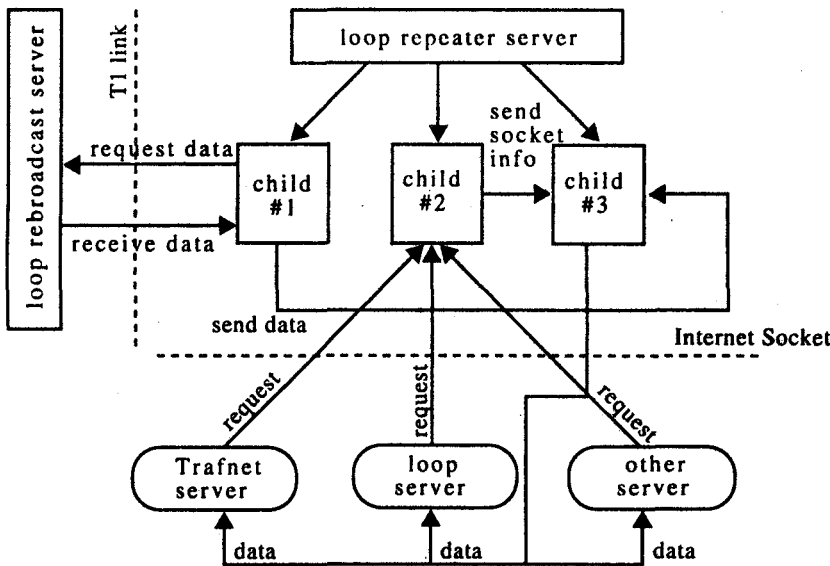 loop repeater server
loop rebroadcast server
T1 link
send
socket
info
request data
child
#1
child
#2
child
#3
receive data
send data
Internet Socket
request
request
request
Trafnet
server
loop
server
other
server
data
data
data